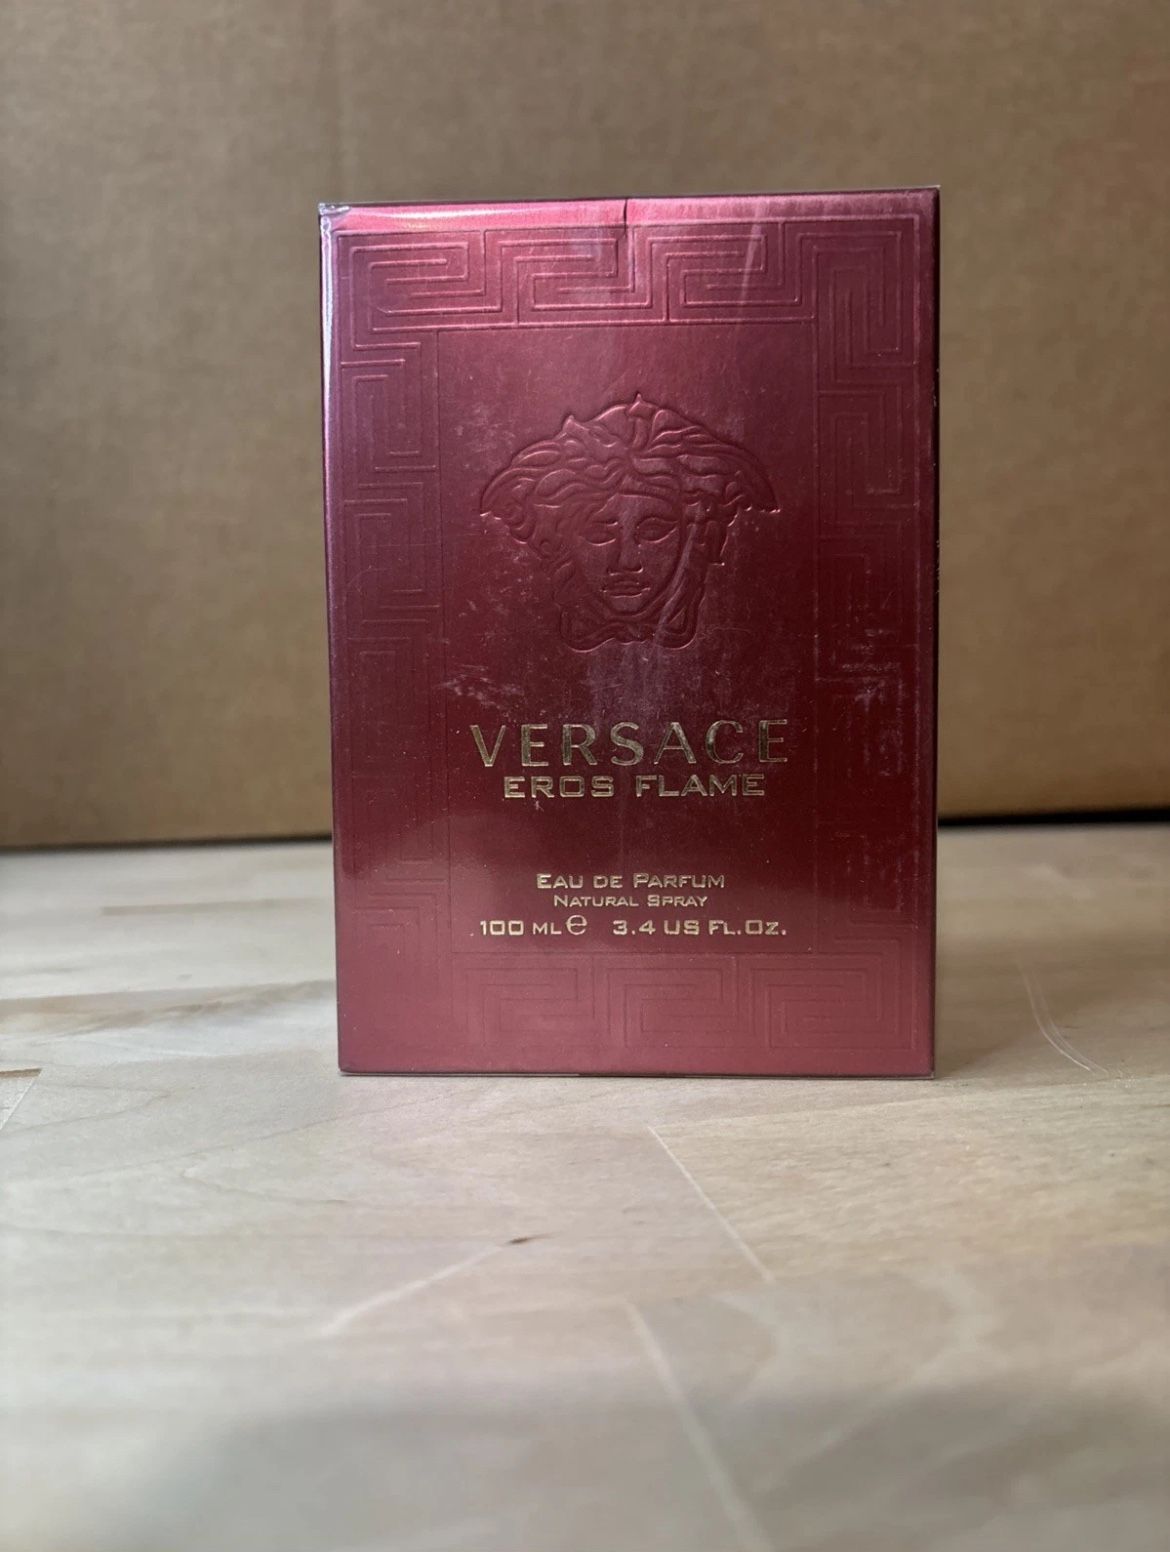 VERSACE
EROS FLAME
EAU DE PARFUM
NATURAL SPRAY
100 ML ℮ 3.4 US FL.OZ.